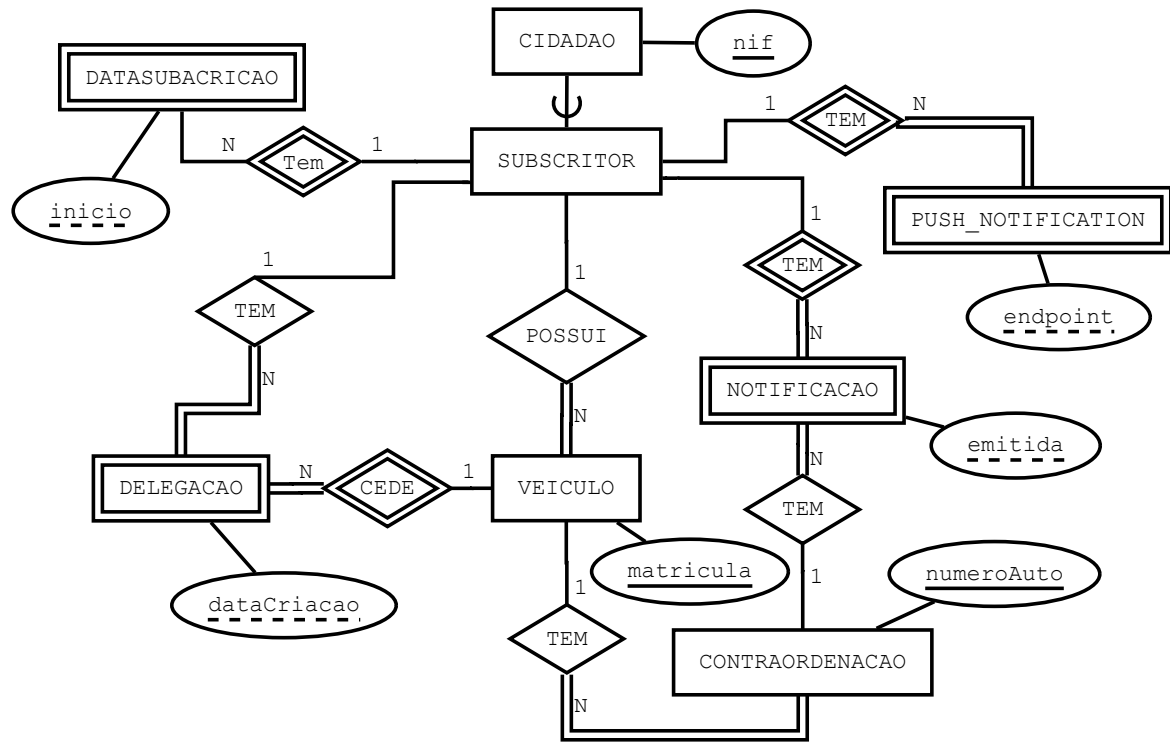 CIDADAO
nif
DATASUBACRICAO
1
N
TEM
N
1
Tem
SUBSCRITOR
inicio
PUSH_NOTIFICATION
1
1
1
TEM
TEM
endpoint
POSSUI
N
N
NOTIFICACAO
N
emitida
N
1
N
DELEGACAO
CEDE
VEICULO
TEM
matricula
numeroAuto
1
1
dataCriacao
TEM
CONTRAORDENACAO
N